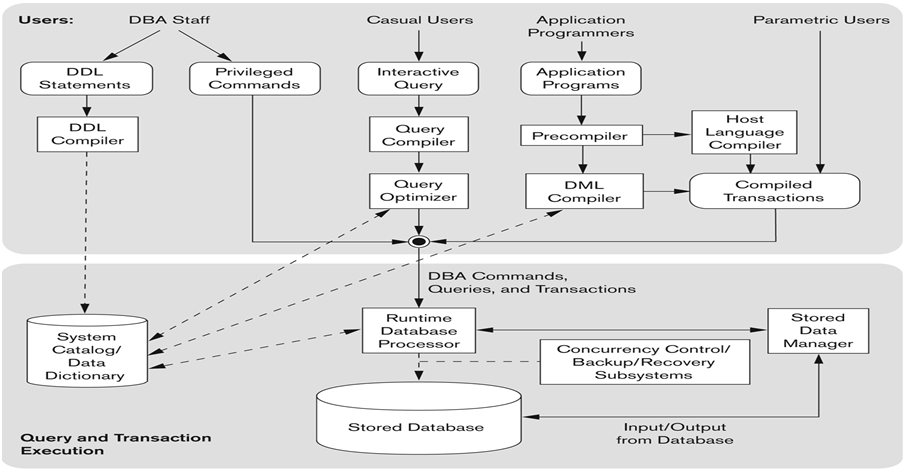 Users:
DBA Staff
Casual Users
Application
Programmers
Parametric Users
DDL
Statements
Privileged
Commands
Interactive
Query
Application
Programs
DDL
Compiler
Query
Compiler
Precompiler
Host
Language
Compiler
Query
Optimizer
DML
Compiler
Compiled
Transactions
DBA Commands,
Queries, and Transactions
System
Catalog/
Data
Dictionary
Runtime
Database
Processor
Stored
Data
Manager
Concurrency Control/
Backup/Recovery
Subsystems
Stored Database
Input/Output
from Database
Query and Transaction
Execution